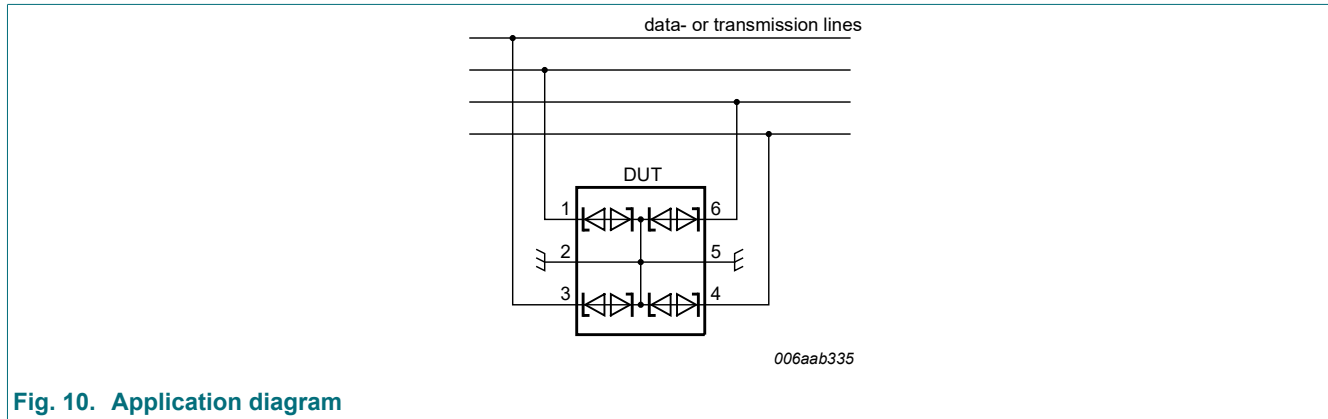 data- or transmission lines
DUT
1 6
2 5
3 4
006aab335
Fig. 10. Application diagram